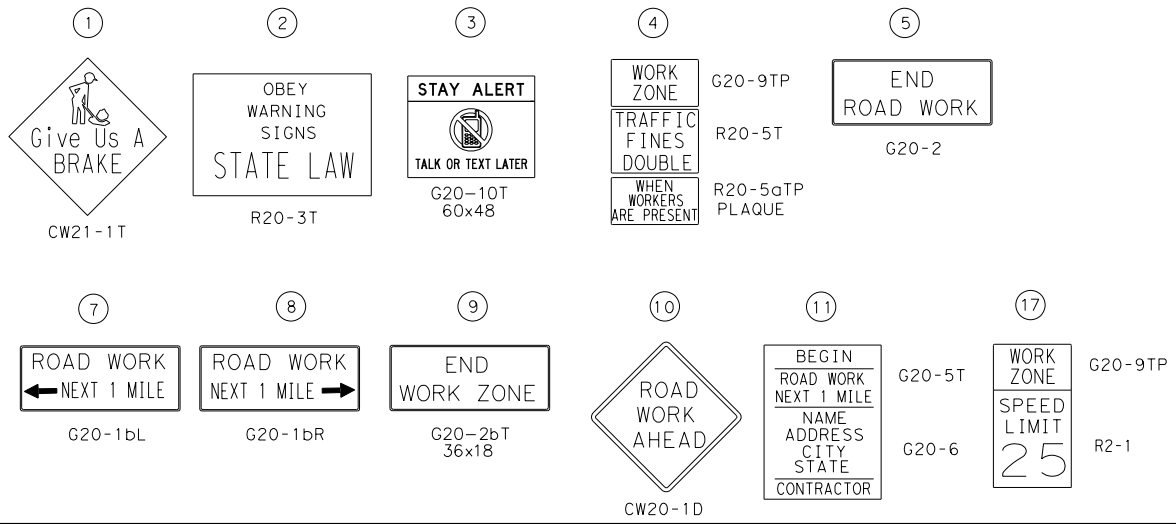 1
Give Us A
BRAKE
CW21-1T
2
OBEY
WARNING
SIGNS
STATE LAW
R20-3T
3
STAY ALERT
TALK OR TEXT LATER
G20-10T
60x48
4
WORK
ZONE
G20-9TP
TRAFFIC
FINES
DOUBLE
R20-5T
WHEN
WORKERS
ARE PRESENT
R20-5aTP
PLAQUE
5
END
ROAD WORK
G20-2
7
ROAD WORK
NEXT 1 MILE
G20-1bL
8
ROAD WORK
NEXT 1 MILE
G20-1bR
9
END
WORK ZONE
G20-2bT
36x18
10
ROAD
WORK
AHEAD
CW20-1D
11
BEGIN
ROAD WORK
NEXT 1 MILE
G20-5T
NAME
ADDRESS
CITY
STATE
G20-6
CONTRACTOR
17
WORK
ZONE
G20-9TP
SPEED
LIMIT
25
R2-1